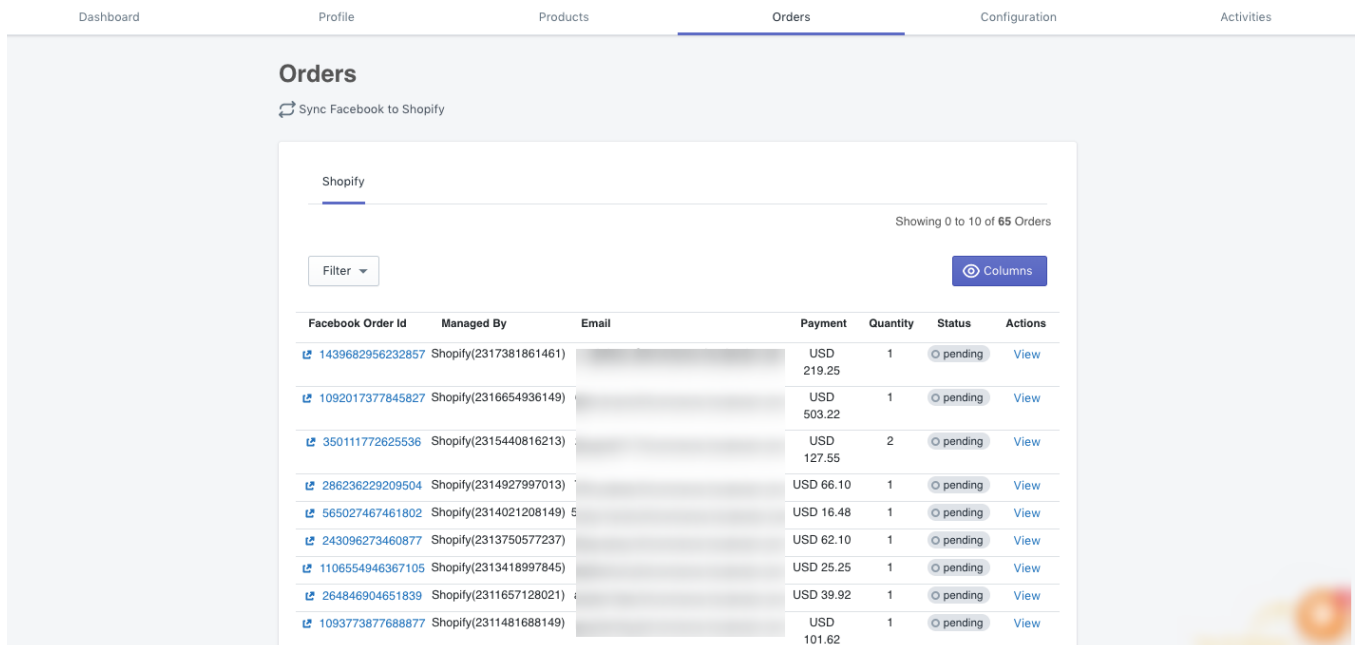 Dashboard Profile Products Orders Configuration Activities
Orders
Sync Facebook to Shopify
Shopify
Showing 0 to 10 of 65 Orders
Filter Columns
Facebook Order Id Managed By Email Payment Quantity Status Actions
1439682956232857 Shopify(2317381861461) USD 1 pending View
219.25
1092017377845827 Shopify(2316654936149) USD 1 pending View
503.22
350111772625536 Shopify(2315440816213) USD 2 pending View
127.55
286236229209504 Shopify(2314927997013) USD 66.10 1 pending View
565027467461802 Shopify(2314021208149) USD 16.48 1 pending View
243096273460877 Shopify(2313750577237) USD 62.10 1 pending View
1106554946367105 Shopify(2313418997845) USD 25.25 1 pending View
264846904651839 Shopify(2311657128021) USD 39.92 1 pending View
1093773877688877 Shopify(2311481688149) USD 1 pending View
101.62